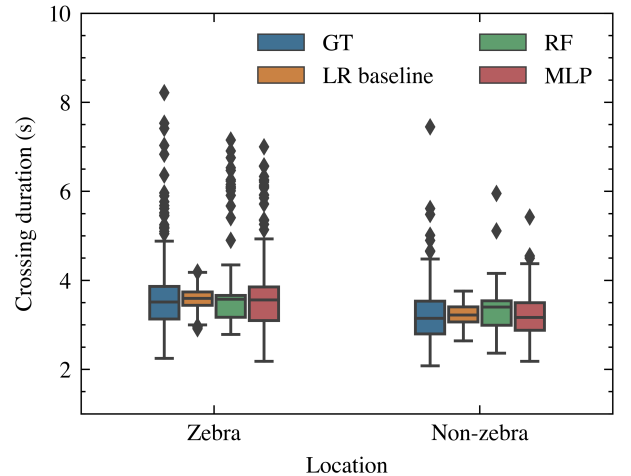 10
8
6
4
2
Crossing duration (s)
GT
LR baseline
RF
MLP
Zebra
Non-zebra
Location